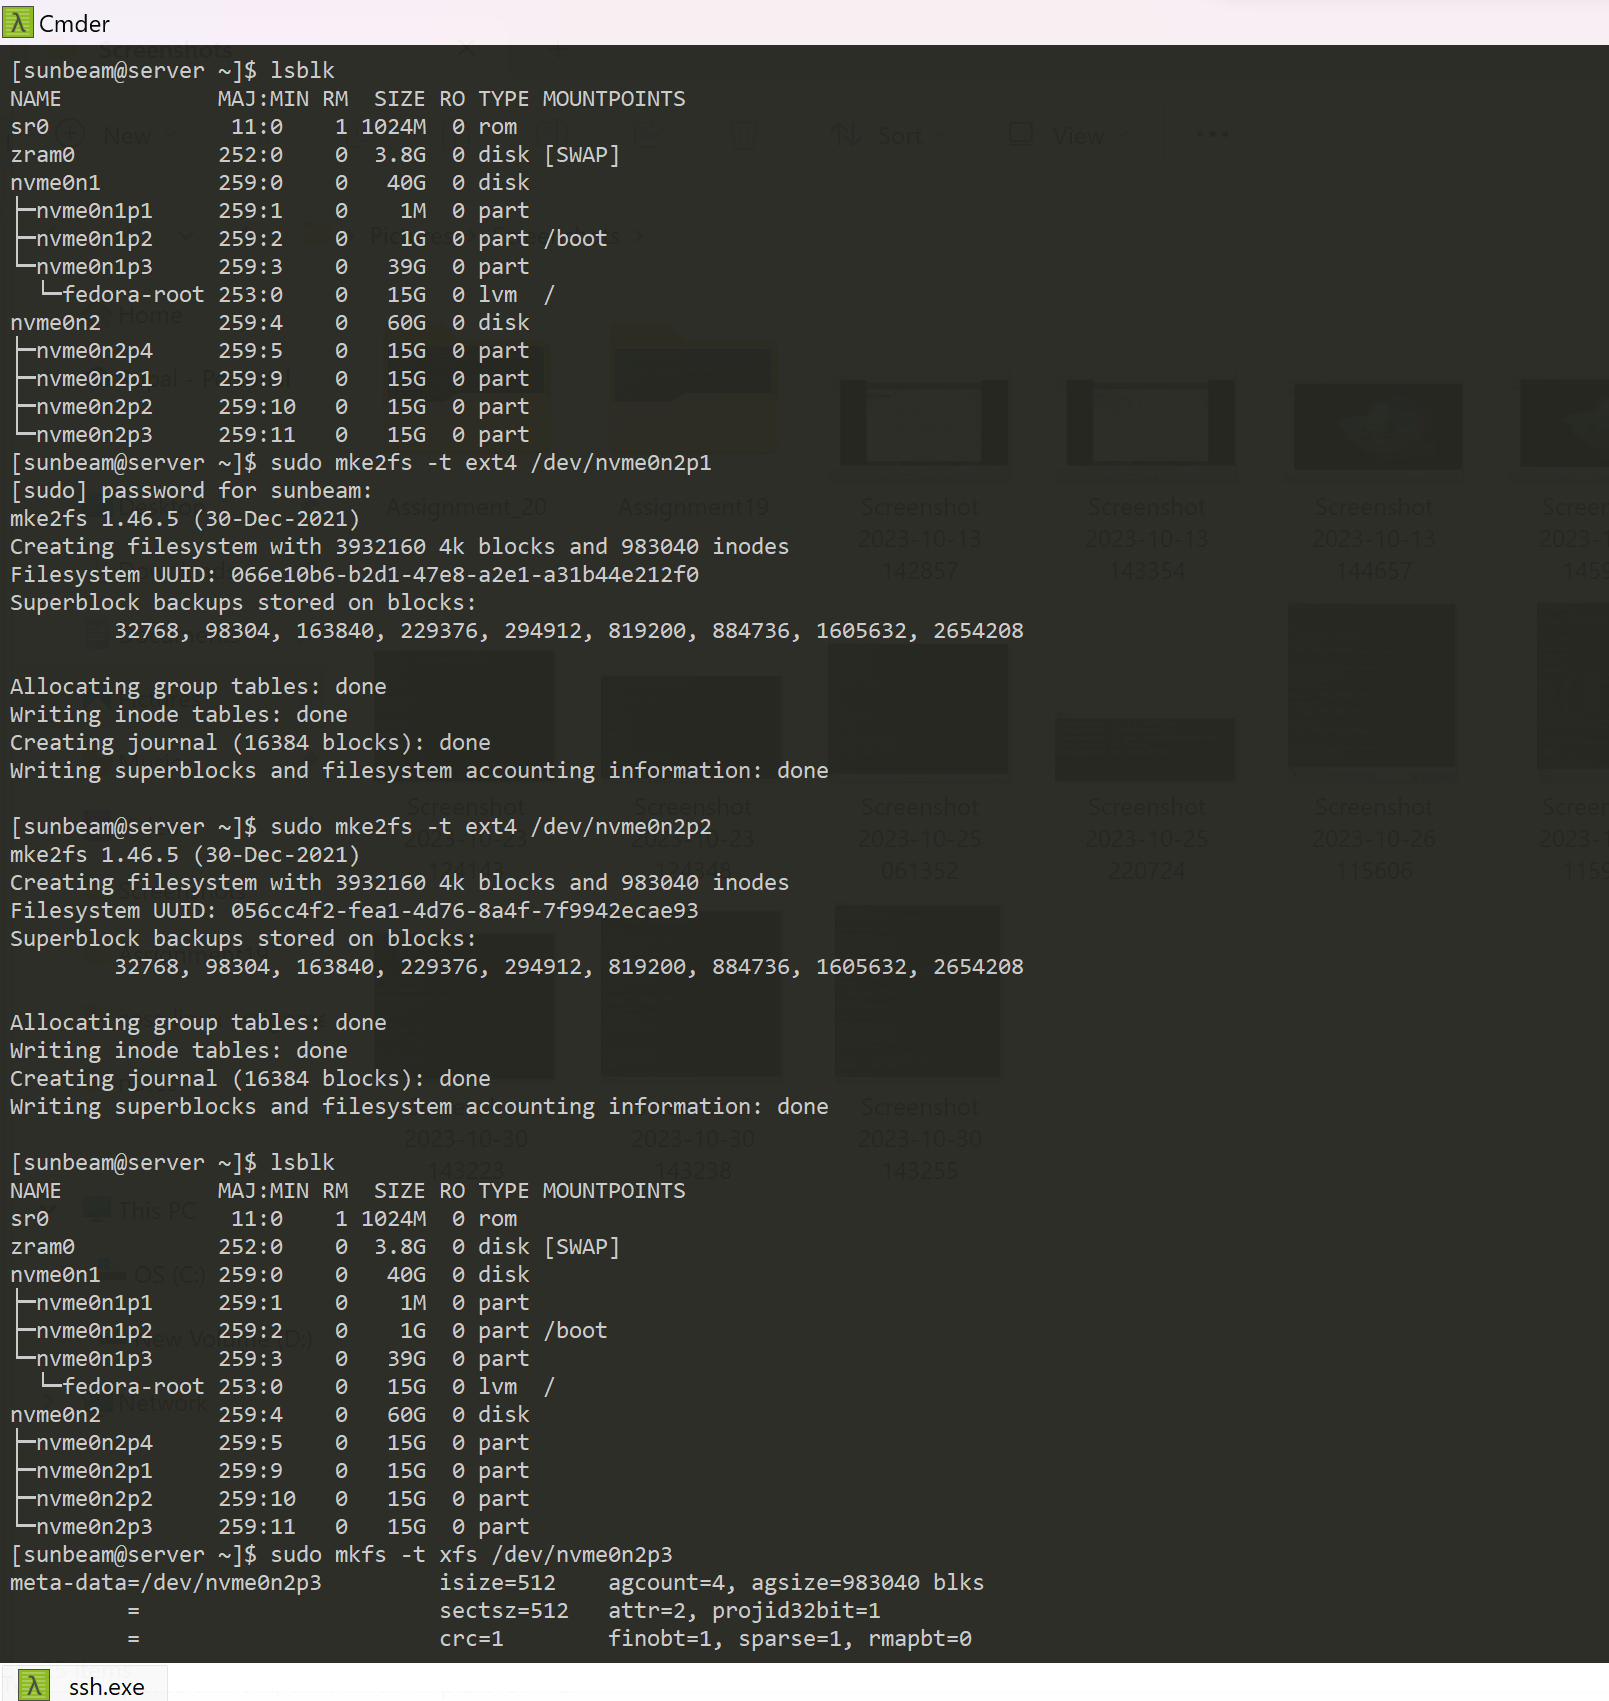 Cmder
[sunbeam@server ~]$ lsblk
NAME            MAJ:MIN RM   SIZE RO TYPE MOUNTPOINTS
sr0              11:0    1 1024M  0 rom
zram0           252:0    0  3.8G  0 disk [SWAP]
nvme0n1         259:0    0   40G  0 disk
├─nvme0n1p1     259:1    0    1M  0 part
├─nvme0n1p2     259:2    0    1G  0 part /boot
└─nvme0n1p3     259:3    0   39G  0 part
  └─fedora-root 253:0    0   15G  0 lvm  /
nvme0n2         259:4    0   60G  0 disk
├─nvme0n2p4     259:5    0   15G  0 part
├─nvme0n2p1     259:9    0   15G  0 part
├─nvme0n2p2     259:10   0   15G  0 part
└─nvme0n2p3     259:11   0   15G  0 part
[sunbeam@server ~]$ sudo mke2fs -t ext4 /dev/nvme0n2p1
[sudo] password for sunbeam:
mke2fs 1.46.5 (30-Dec-2021)
Creating filesystem with 3932160 4k blocks and 983040 inodes
Filesystem UUID: 066e10b6-b2d1-47e8-a2e1-a31b44e212f0
Superblock backups stored on blocks:
        32768, 98304, 163840, 229376, 294912, 819200, 884736, 1605632, 2654208
Allocating group tables: done
Writing inode tables: done
Creating journal (16384 blocks): done
Writing superblocks and filesystem accounting information: done
[sunbeam@server ~]$ sudo mke2fs -t ext4 /dev/nvme0n2p2
mke2fs 1.46.5 (30-Dec-2021)
Creating filesystem with 3932160 4k blocks and 983040 inodes
Filesystem UUID: 056cc4f2-fea1-4d76-8a4f-7f9942ecae93
Superblock backups stored on blocks:
        32768, 98304, 163840, 229376, 294912, 819200, 884736, 1605632, 2654208
Allocating group tables: done
Writing inode tables: done
Creating journal (16384 blocks): done
Writing superblocks and filesystem accounting information: done
[sunbeam@server ~]$ lsblk
NAME            MAJ:MIN RM   SIZE RO TYPE MOUNTPOINTS
sr0              11:0    1 1024M  0 rom
zram0           252:0    0  3.8G  0 disk [SWAP]
nvme0n1         259:0    0   40G  0 disk
├─nvme0n1p1     259:1    0    1M  0 part
├─nvme0n1p2     259:2    0    1G  0 part /boot
└─nvme0n1p3     259:3    0   39G  0 part
  └─fedora-root 253:0    0   15G  0 lvm  /
nvme0n2         259:4    0   60G  0 disk
├─nvme0n2p4     259:5    0   15G  0 part
├─nvme0n2p1     259:9    0   15G  0 part
├─nvme0n2p2     259:10   0   15G  0 part
└─nvme0n2p3     259:11   0   15G  0 part
[sunbeam@server ~]$ sudo mkfs -t xfs /dev/nvme0n2p3
meta-data=/dev/nvme0n2p3         isize=512    agcount=4, agsize=983040 blks
         =                       sectsz=512   attr=2, projid32bit=1
         =                       crc=1        finobt=1, sparse=1, rmapbt=0
ssh.exe